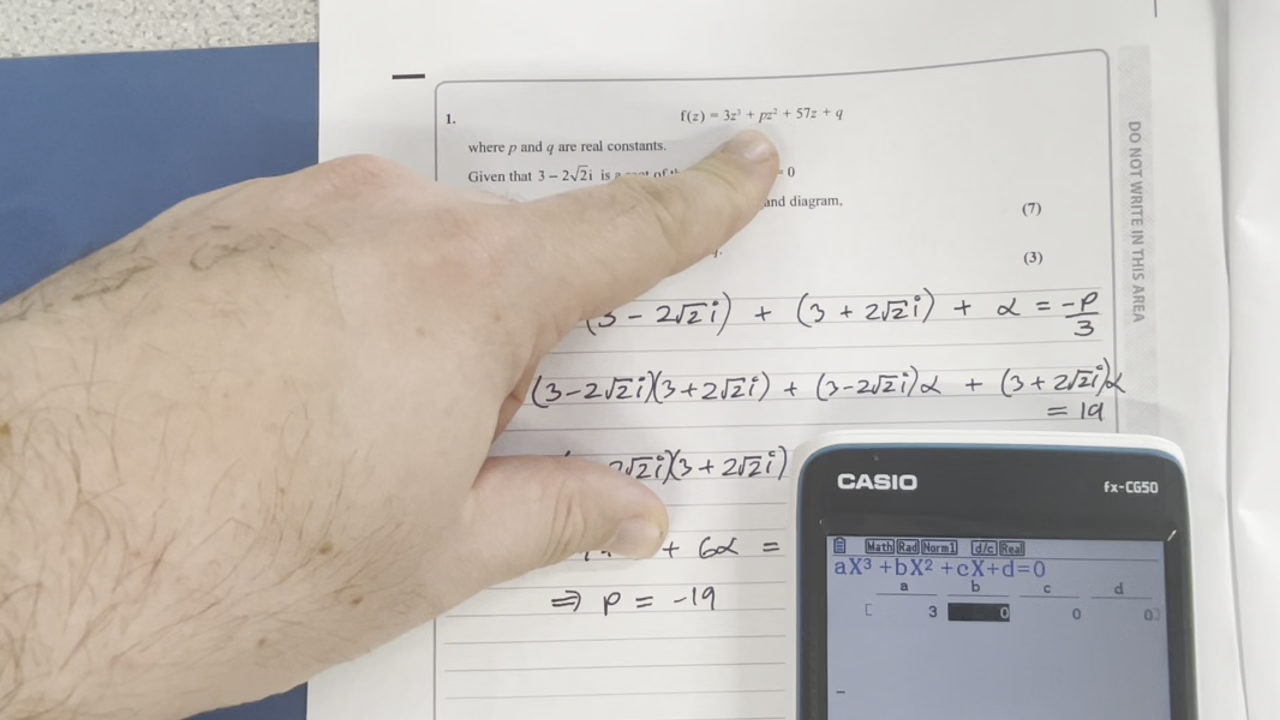 1.
f(z) = 3z³ + pz² + 57z + q
where p and q are real constants.
Given that 3 – 2√2i is a root of = 0
and diagram,
(7)
q.
(3)
DO NOT WRITE IN THIS AREA
(3 - 2√2i) + (3 + 2√2i) + α = -p/3
(3-2√2i)(3+2√2i) + (3-2√2i)α + (3+2√2i)α
= 19
2√2i)(3+2√2i)
+ 6α =
⇒ p = -19
CASIO
fx-CG50
Math Rad Norm1 d/c Real
aX³+bX²+cX+d=0
a b c d
[ 3 0 0 0]